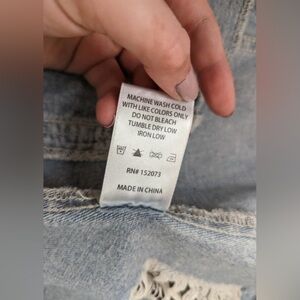 MACHINE WASH COLD
WITH LIKE COLORS ONLY
DO NOT BLEACH
TUMBLE DRY LOW
IRON LOW
RN# 152073
MADE IN CHINA